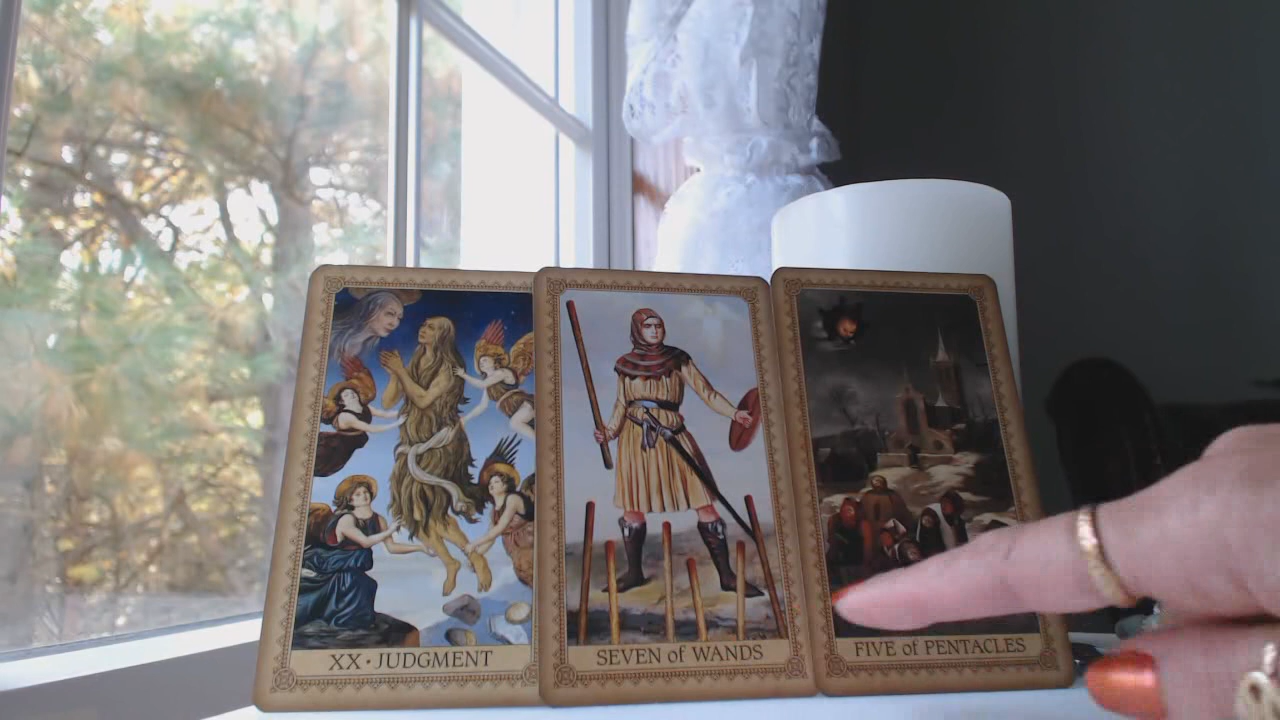 XX · JUDGMENT
SEVEN of WANDS
FIVE of PENTACLES